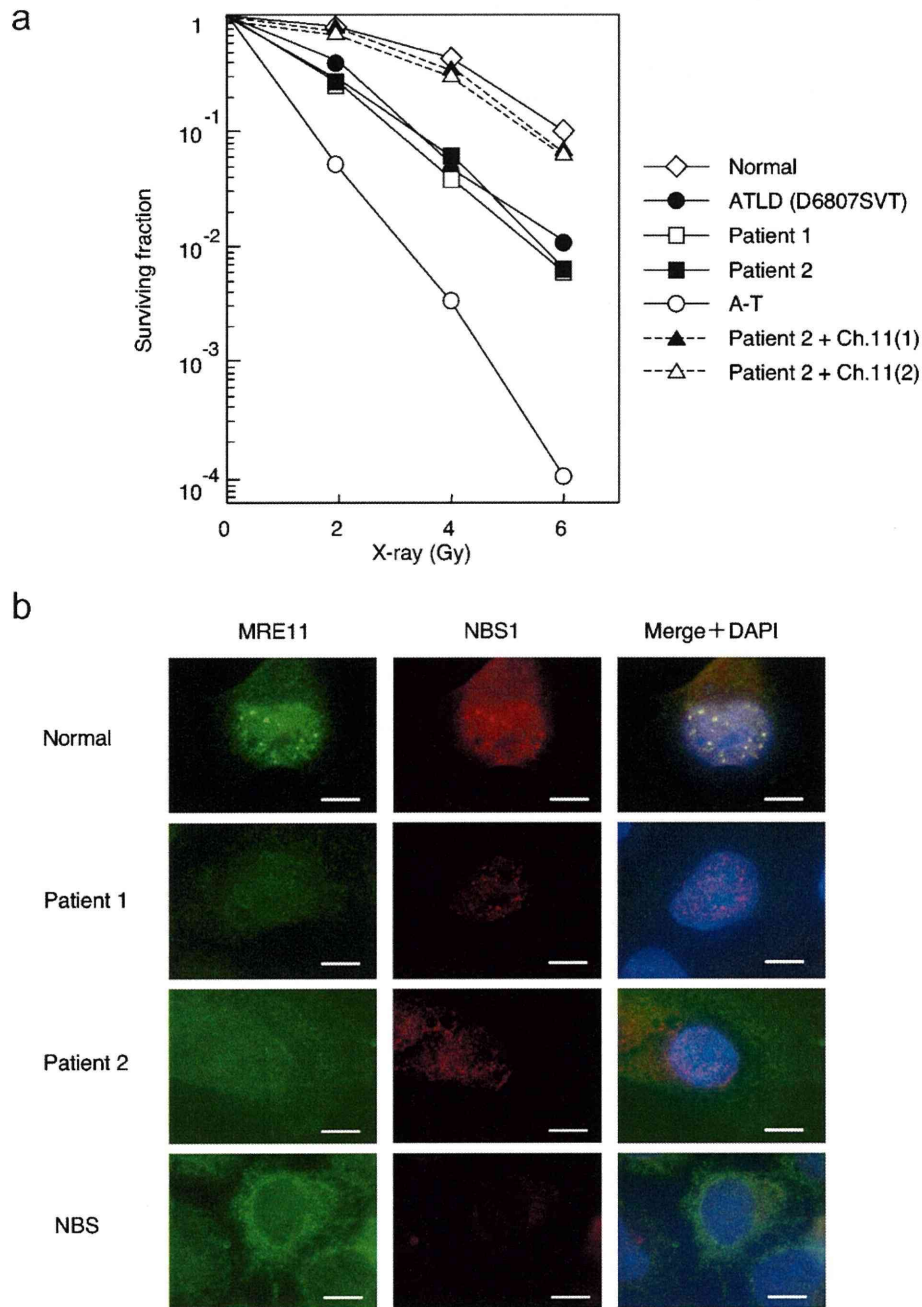 a
1
10-1
10-2
10-3
10-4
Surviving fraction
0 2 4 6
X-ray (Gy)
Normal
ATLD (D6807SVT)
Patient 1
Patient 2
A-T
Patient 2 + Ch.11(1)
Patient 2 + Ch.11(2)
b
MRE11 NBS1 Merge+DAPI
Normal
Patient 1
Patient 2
NBS